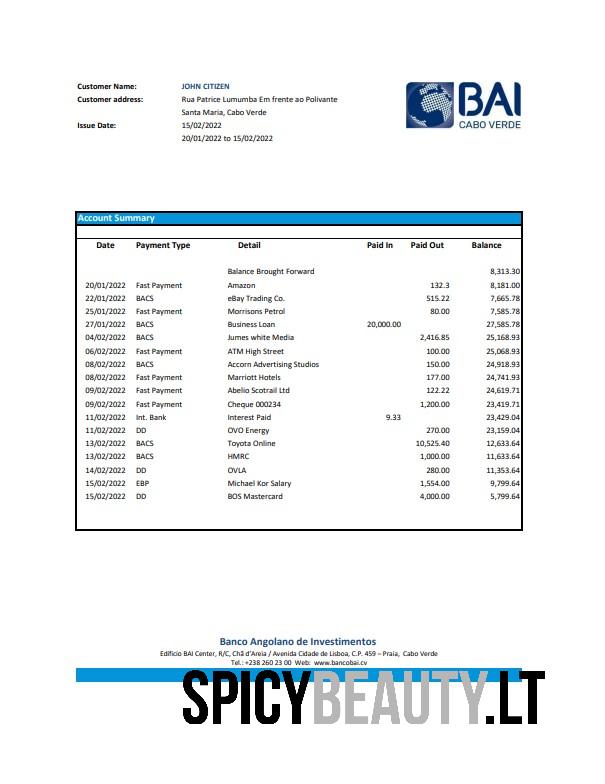 Customer Name: JOHN CITIZEN
Customer address: Rua Patrice Lumumba Em frente ao Polivante
Santa Maria, Cabo Verde
Issue Date: 15/02/2022
20/01/2022 to 15/02/2022
BAI
CABO VERDE
Account Summary
Date Payment Type Detail Paid In Paid Out Balance
Balance Brought Forward 8,313.30
20/01/2022 Fast Payment Amazon 132.3 8,181.00
22/01/2022 BACS eBay Trading Co. 515.22 7,665.78
25/01/2022 Fast Payment Morrisons Petrol 80.00 7,585.78
27/01/2022 BACS Business Loan 20,000.00 27,585.78
04/02/2022 BACS Jumes white Media 2,416.85 25,168.93
06/02/2022 Fast Payment ATM High Street 100.00 25,068.93
08/02/2022 BACS Accorn Advertising Studios 150.00 24,918.93
08/02/2022 Fast Payment Marriott Hotels 177.00 24,741.93
09/02/2022 Fast Payment Abelio Scotrail Ltd 122.22 24,619.71
09/02/2022 Fast Payment Cheque 000234 1,200.00 23,419.71
11/02/2022 Int. Bank Interest Paid 9.33 23,429.04
11/02/2022 DD OVO Energy 270.00 23,159.04
13/02/2022 BACS Toyota Online 10,525.40 12,633.64
13/02/2022 BACS HMRC 1,000.00 11,633.64
14/02/2022 DD OVLA 280.00 11,353.64
15/02/2022 EBP Michael Kor Salary 1,554.00 9,799.64
15/02/2022 DD BOS Mastercard 4,000.00 5,799.64
Banco Angolano de Investimentos
Edifício BAI Center, R/C, Chã d'Areia / Avenida Cidade de Lisboa, C.P. 459 – Praia, Cabo Verde
Tel.: +238 260 23 00 Web: www.bancobai.cv
SPICYBEAUTY.LT